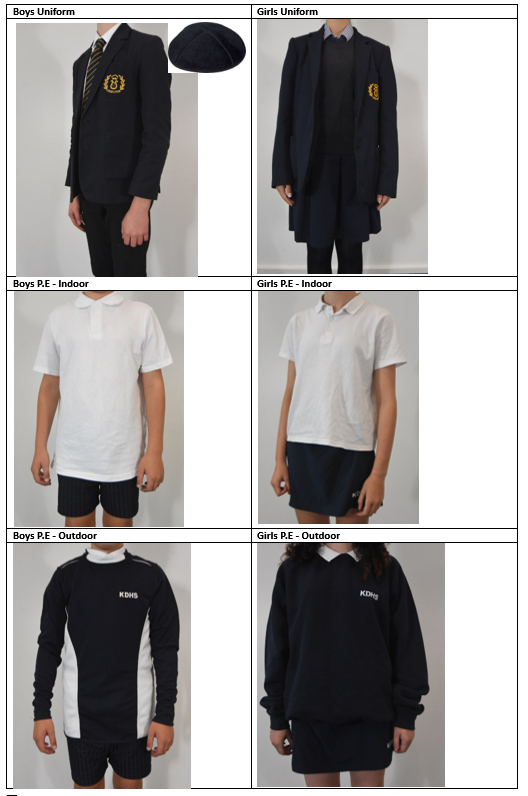 Boys Uniform
Girls Uniform
Boys P.E - Indoor
Girls P.E - Indoor
Boys P.E - Outdoor
Girls P.E - Outdoor
KDHS
KDHS